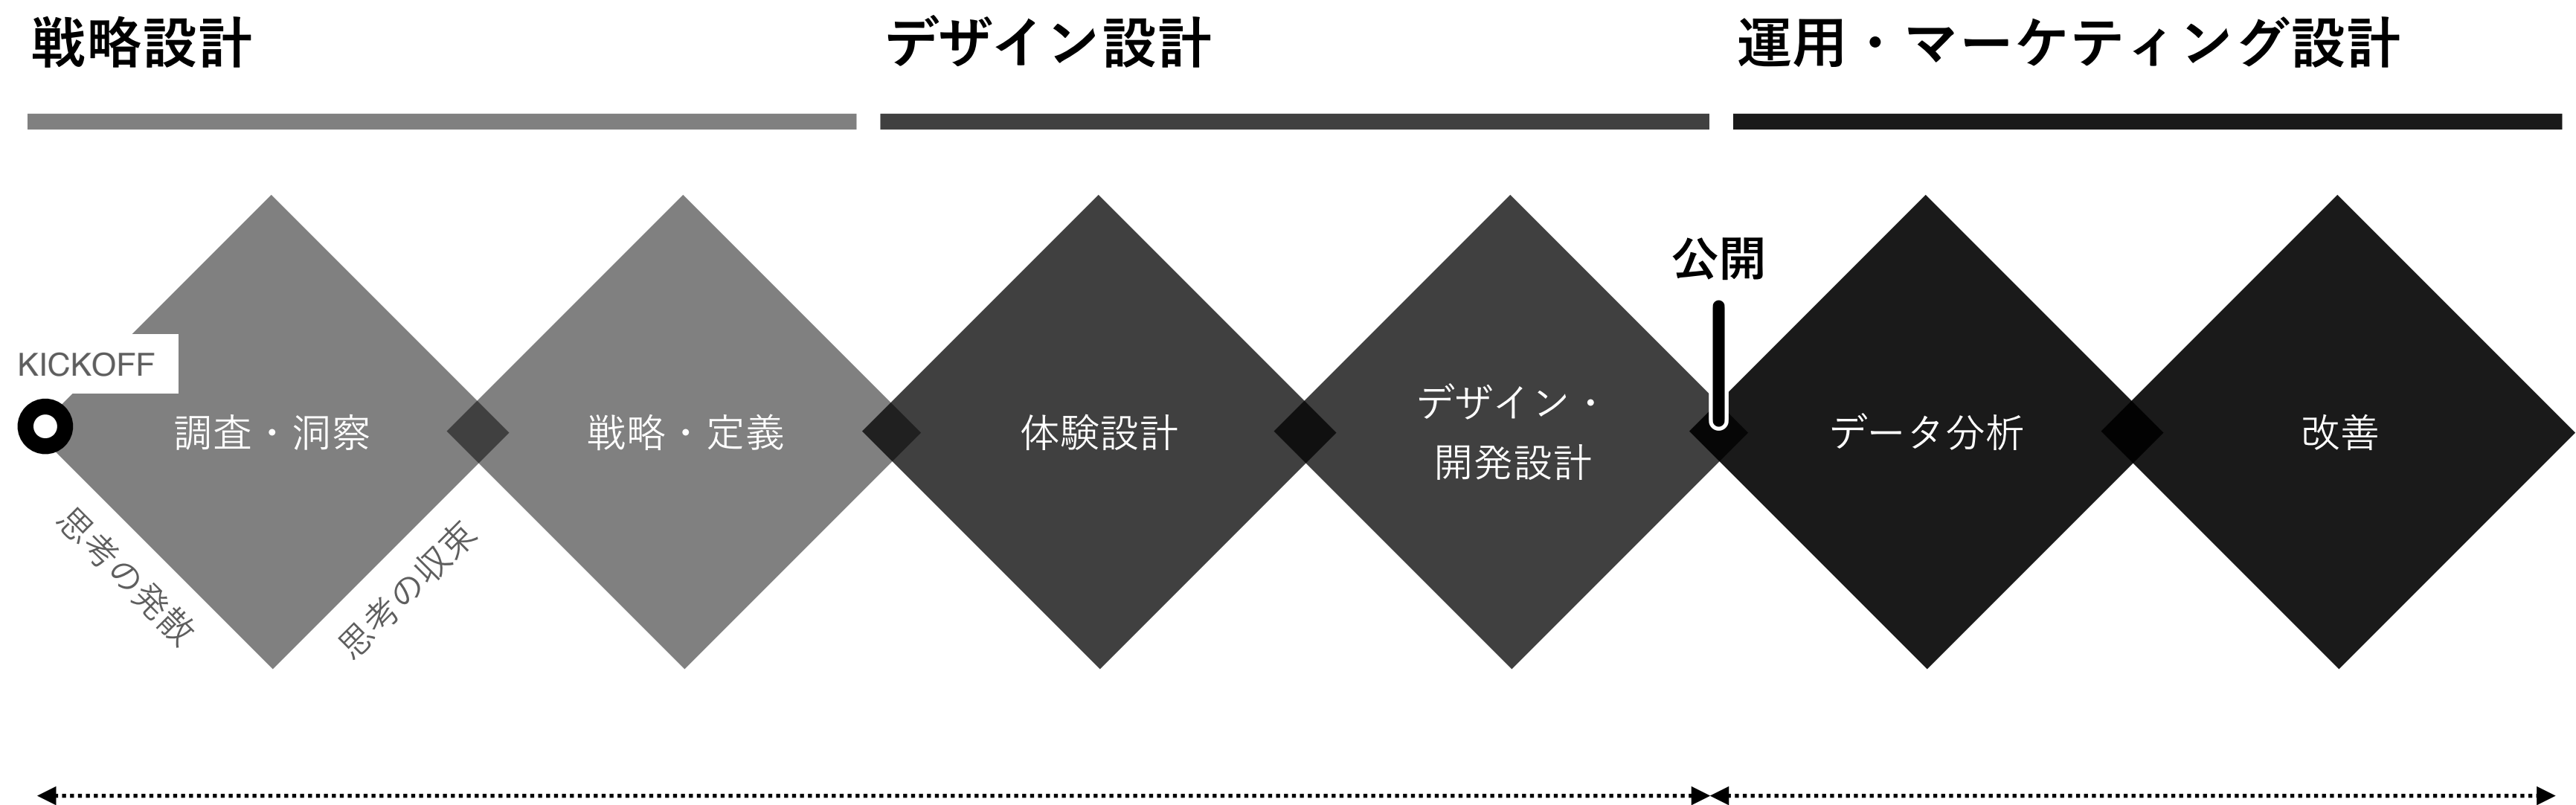 戦略設計
デザイン設計
運用・マーケティング設計
公開
KICKOFF
調査・洞察
戦略・定義
体験設計
デザイン・
開発設計
データ分析
改善
思考の発散
思考の収束